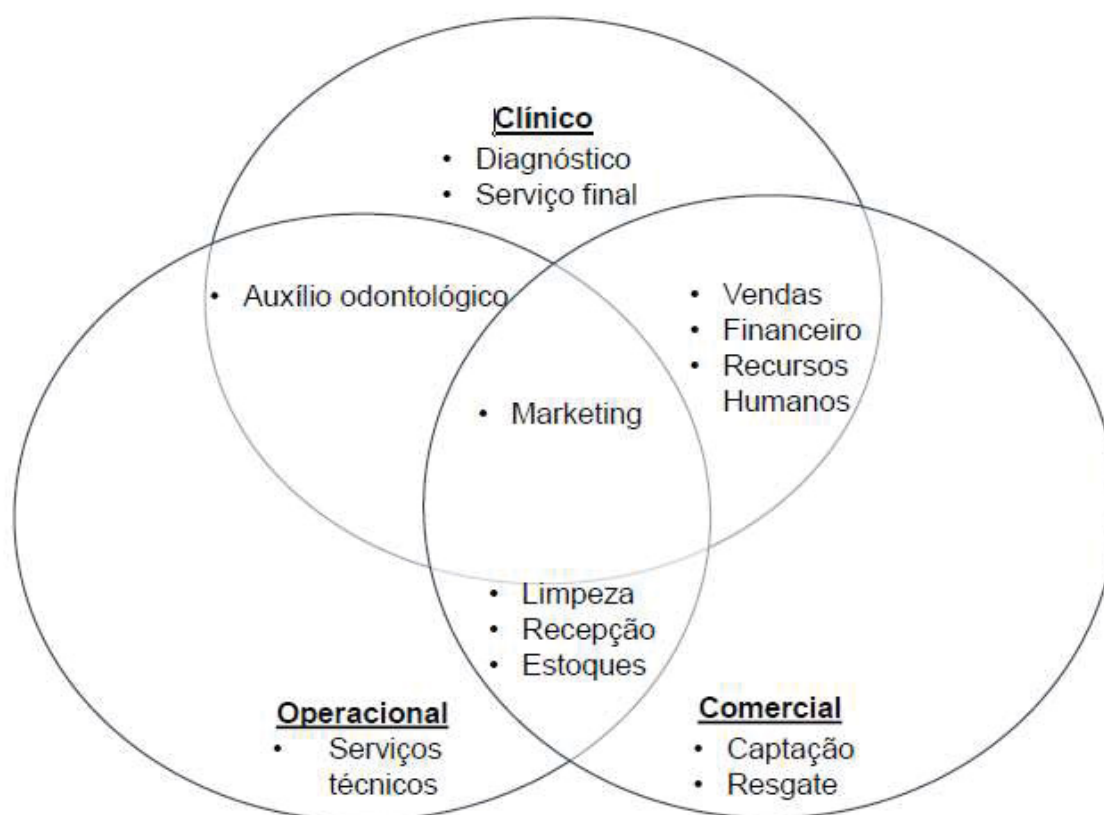 Clínico
• Diagnóstico
• Serviço final
• Auxílio odontológico
• Vendas
• Financeiro
• Recursos
Humanos
• Marketing
• Limpeza
• Recepção
• Estoques
Operacional
• Serviços
técnicos
Comercial
• Captação
• Resgate